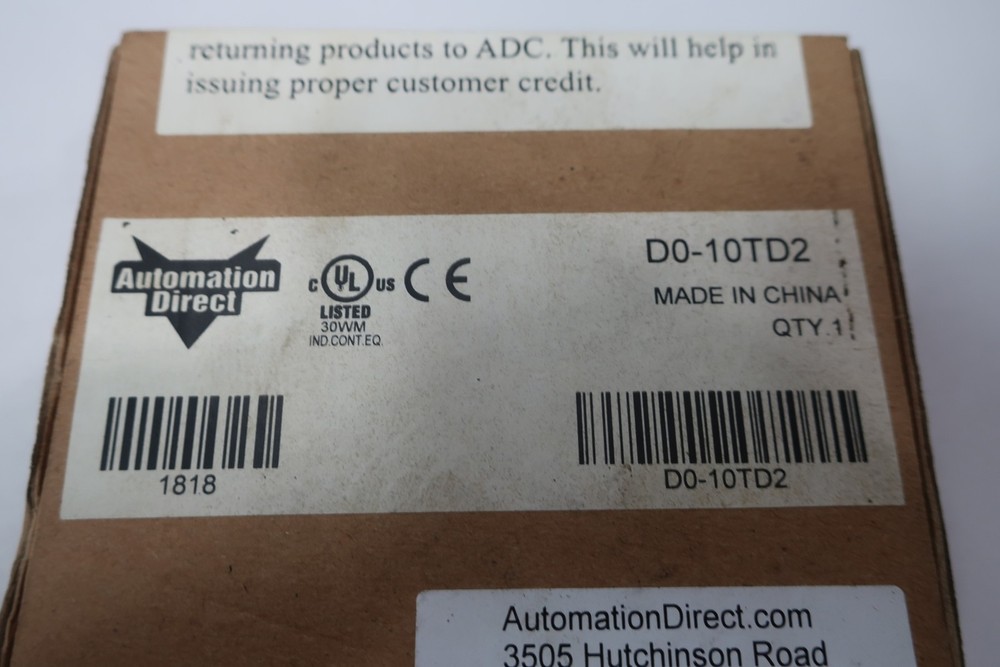 returning products to ADC. This will help in
issuing proper customer credit.
Automation
Direct
C UL US CE
LISTED
30WM
IND.CONT.EQ.
D0-10TD2
MADE IN CHINA
QTY.1
1818
D0-10TD2
AutomationDirect.com
3505 Hutchinson Road